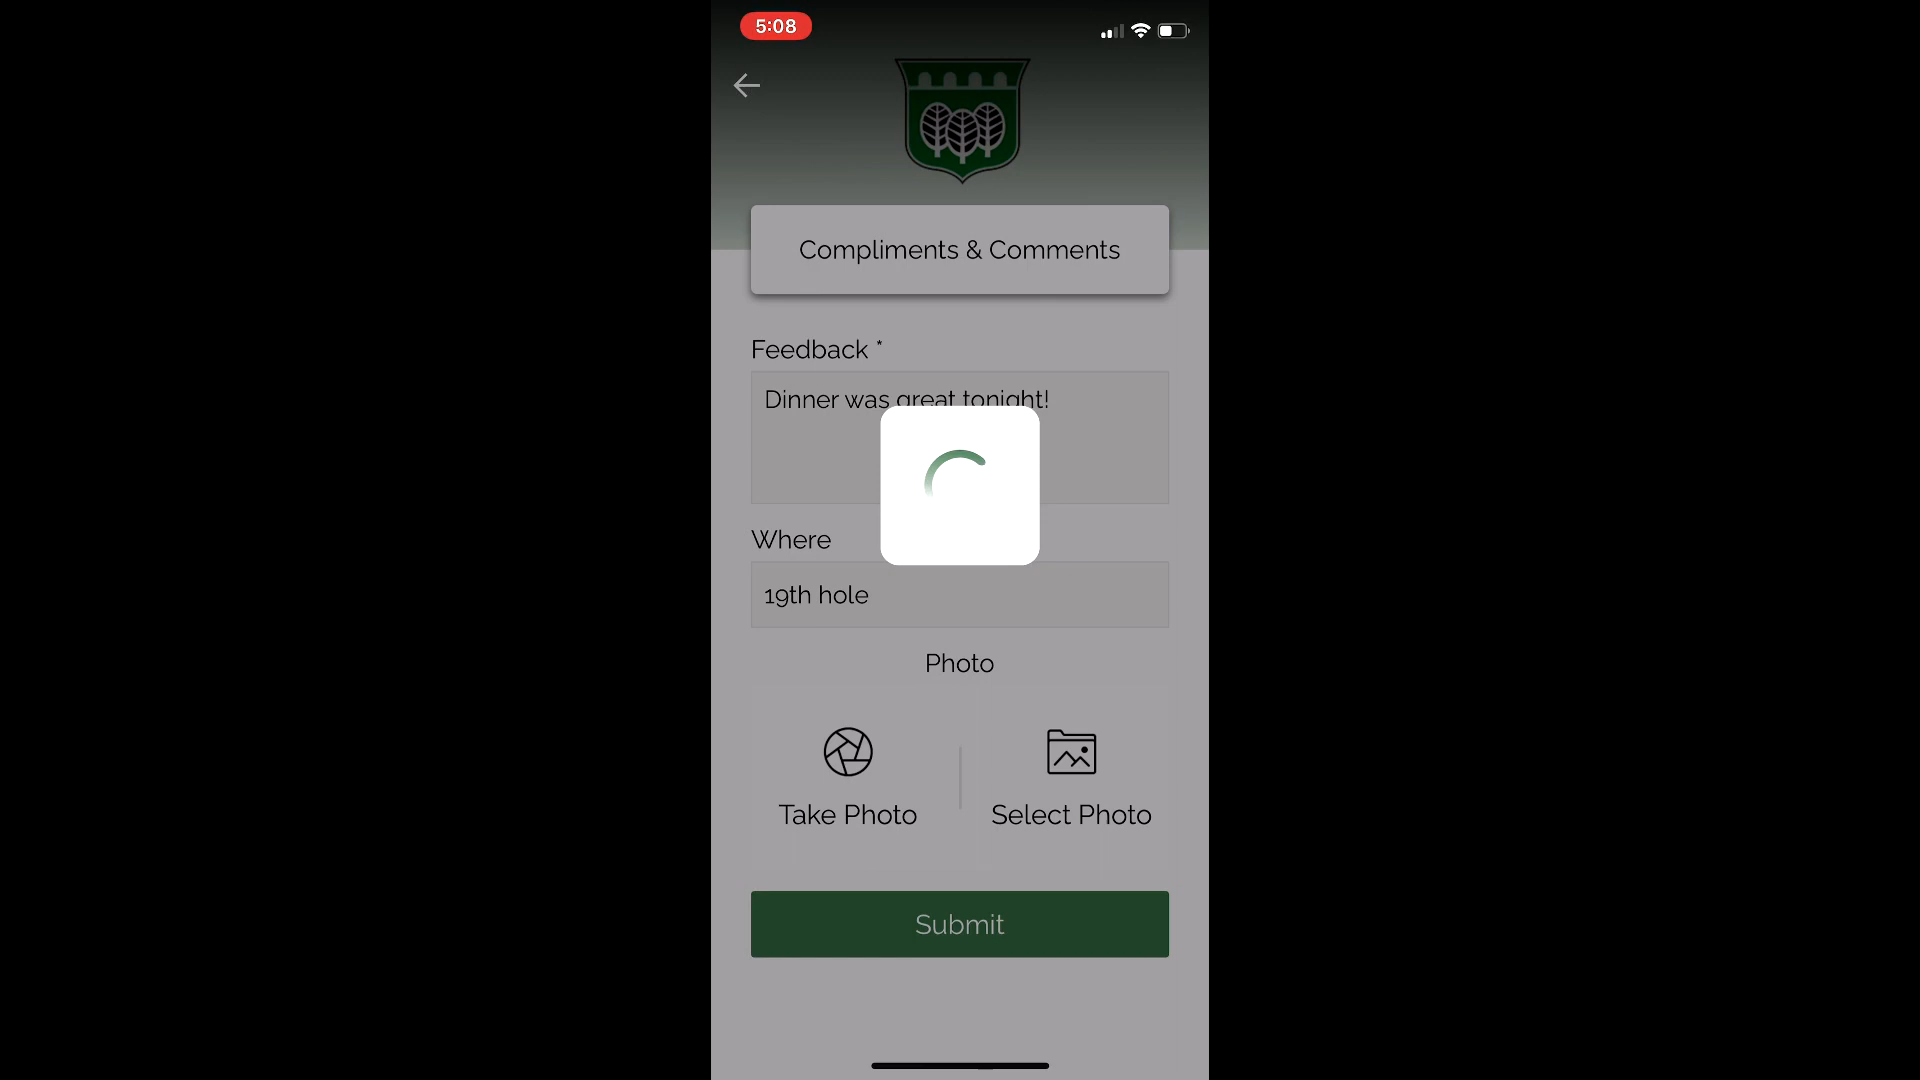 5:08
Compliments & Comments
Feedback *
Dinner was great tonight!
Where
19th hole
Photo
Take Photo
Select Photo
Submit